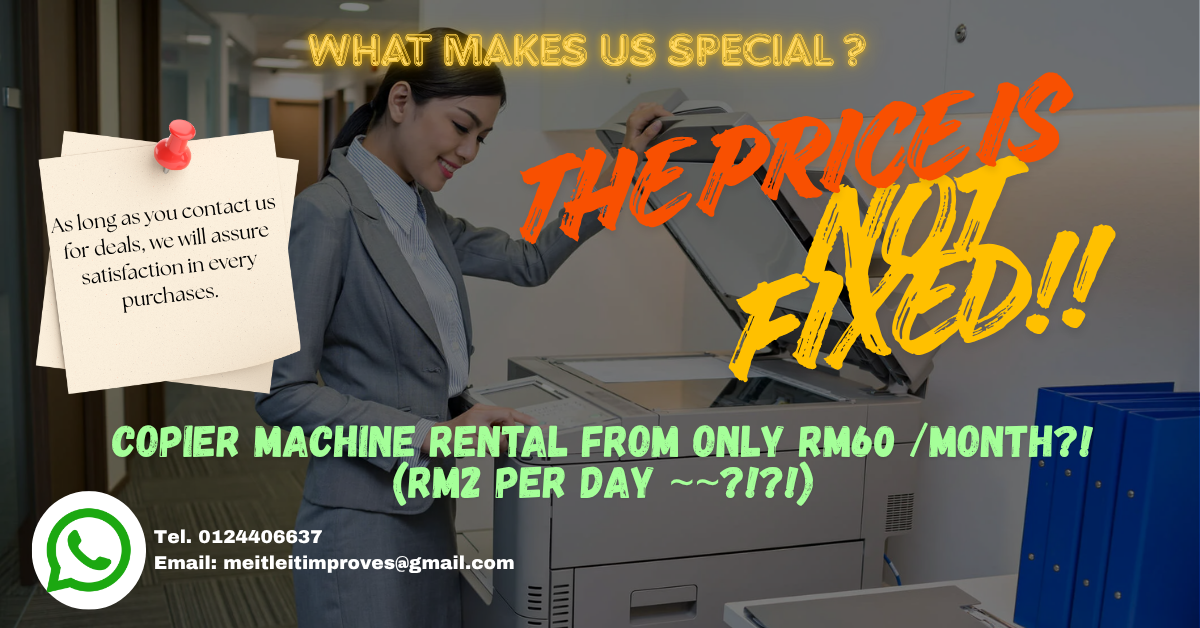 WHAT MAKES US SPECIAL ?
THE PRICE IS
NOT
FIXED!!
As long as you contact us
for deals, we will assure
satisfaction in every
purchases.
COPIER MACHINE RENTAL FROM ONLY RM60 /MONTH?!
(RM2 PER DAY ~~?!?!)
Tel. 0124406637
Email: meitleitimproves@gmail.com